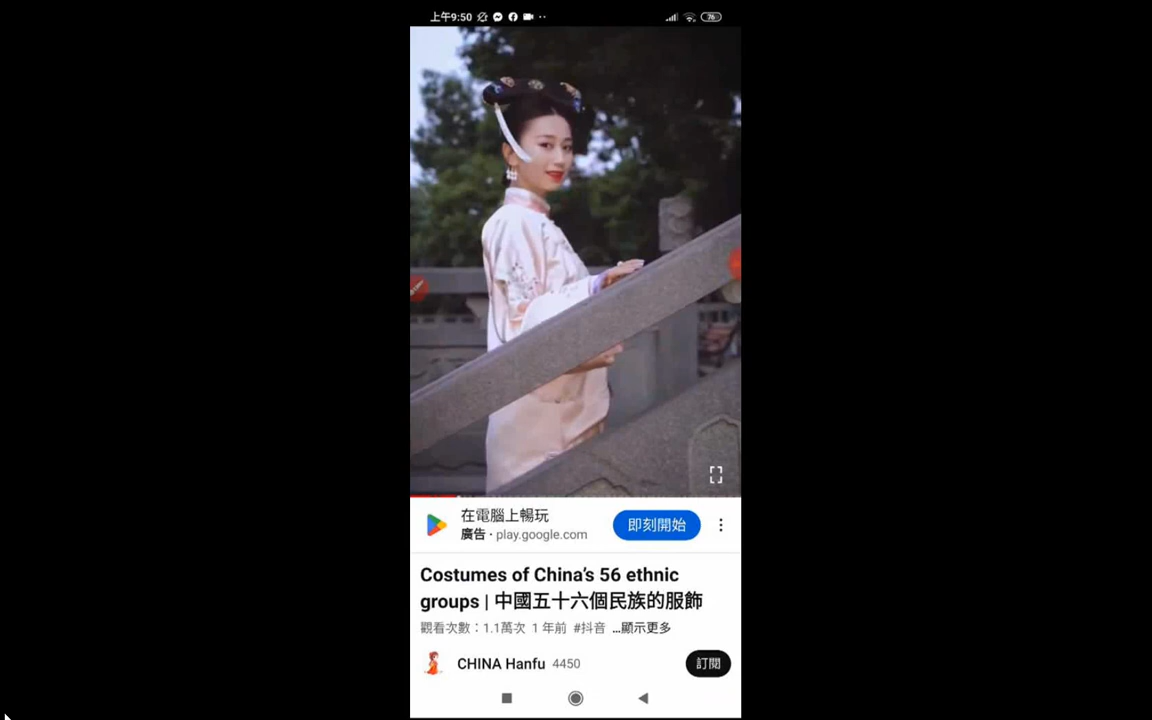 上午9:50
76
在電腦上暢玩
即刻開始
廣告 · play.google.com
Costumes of China's 56 ethnic
groups | 中國五十六個民族的服飾
觀看次數：1.1萬次 1 年前 #抖音 ...顯示更多
CHINA Hanfu 4450
訂閱